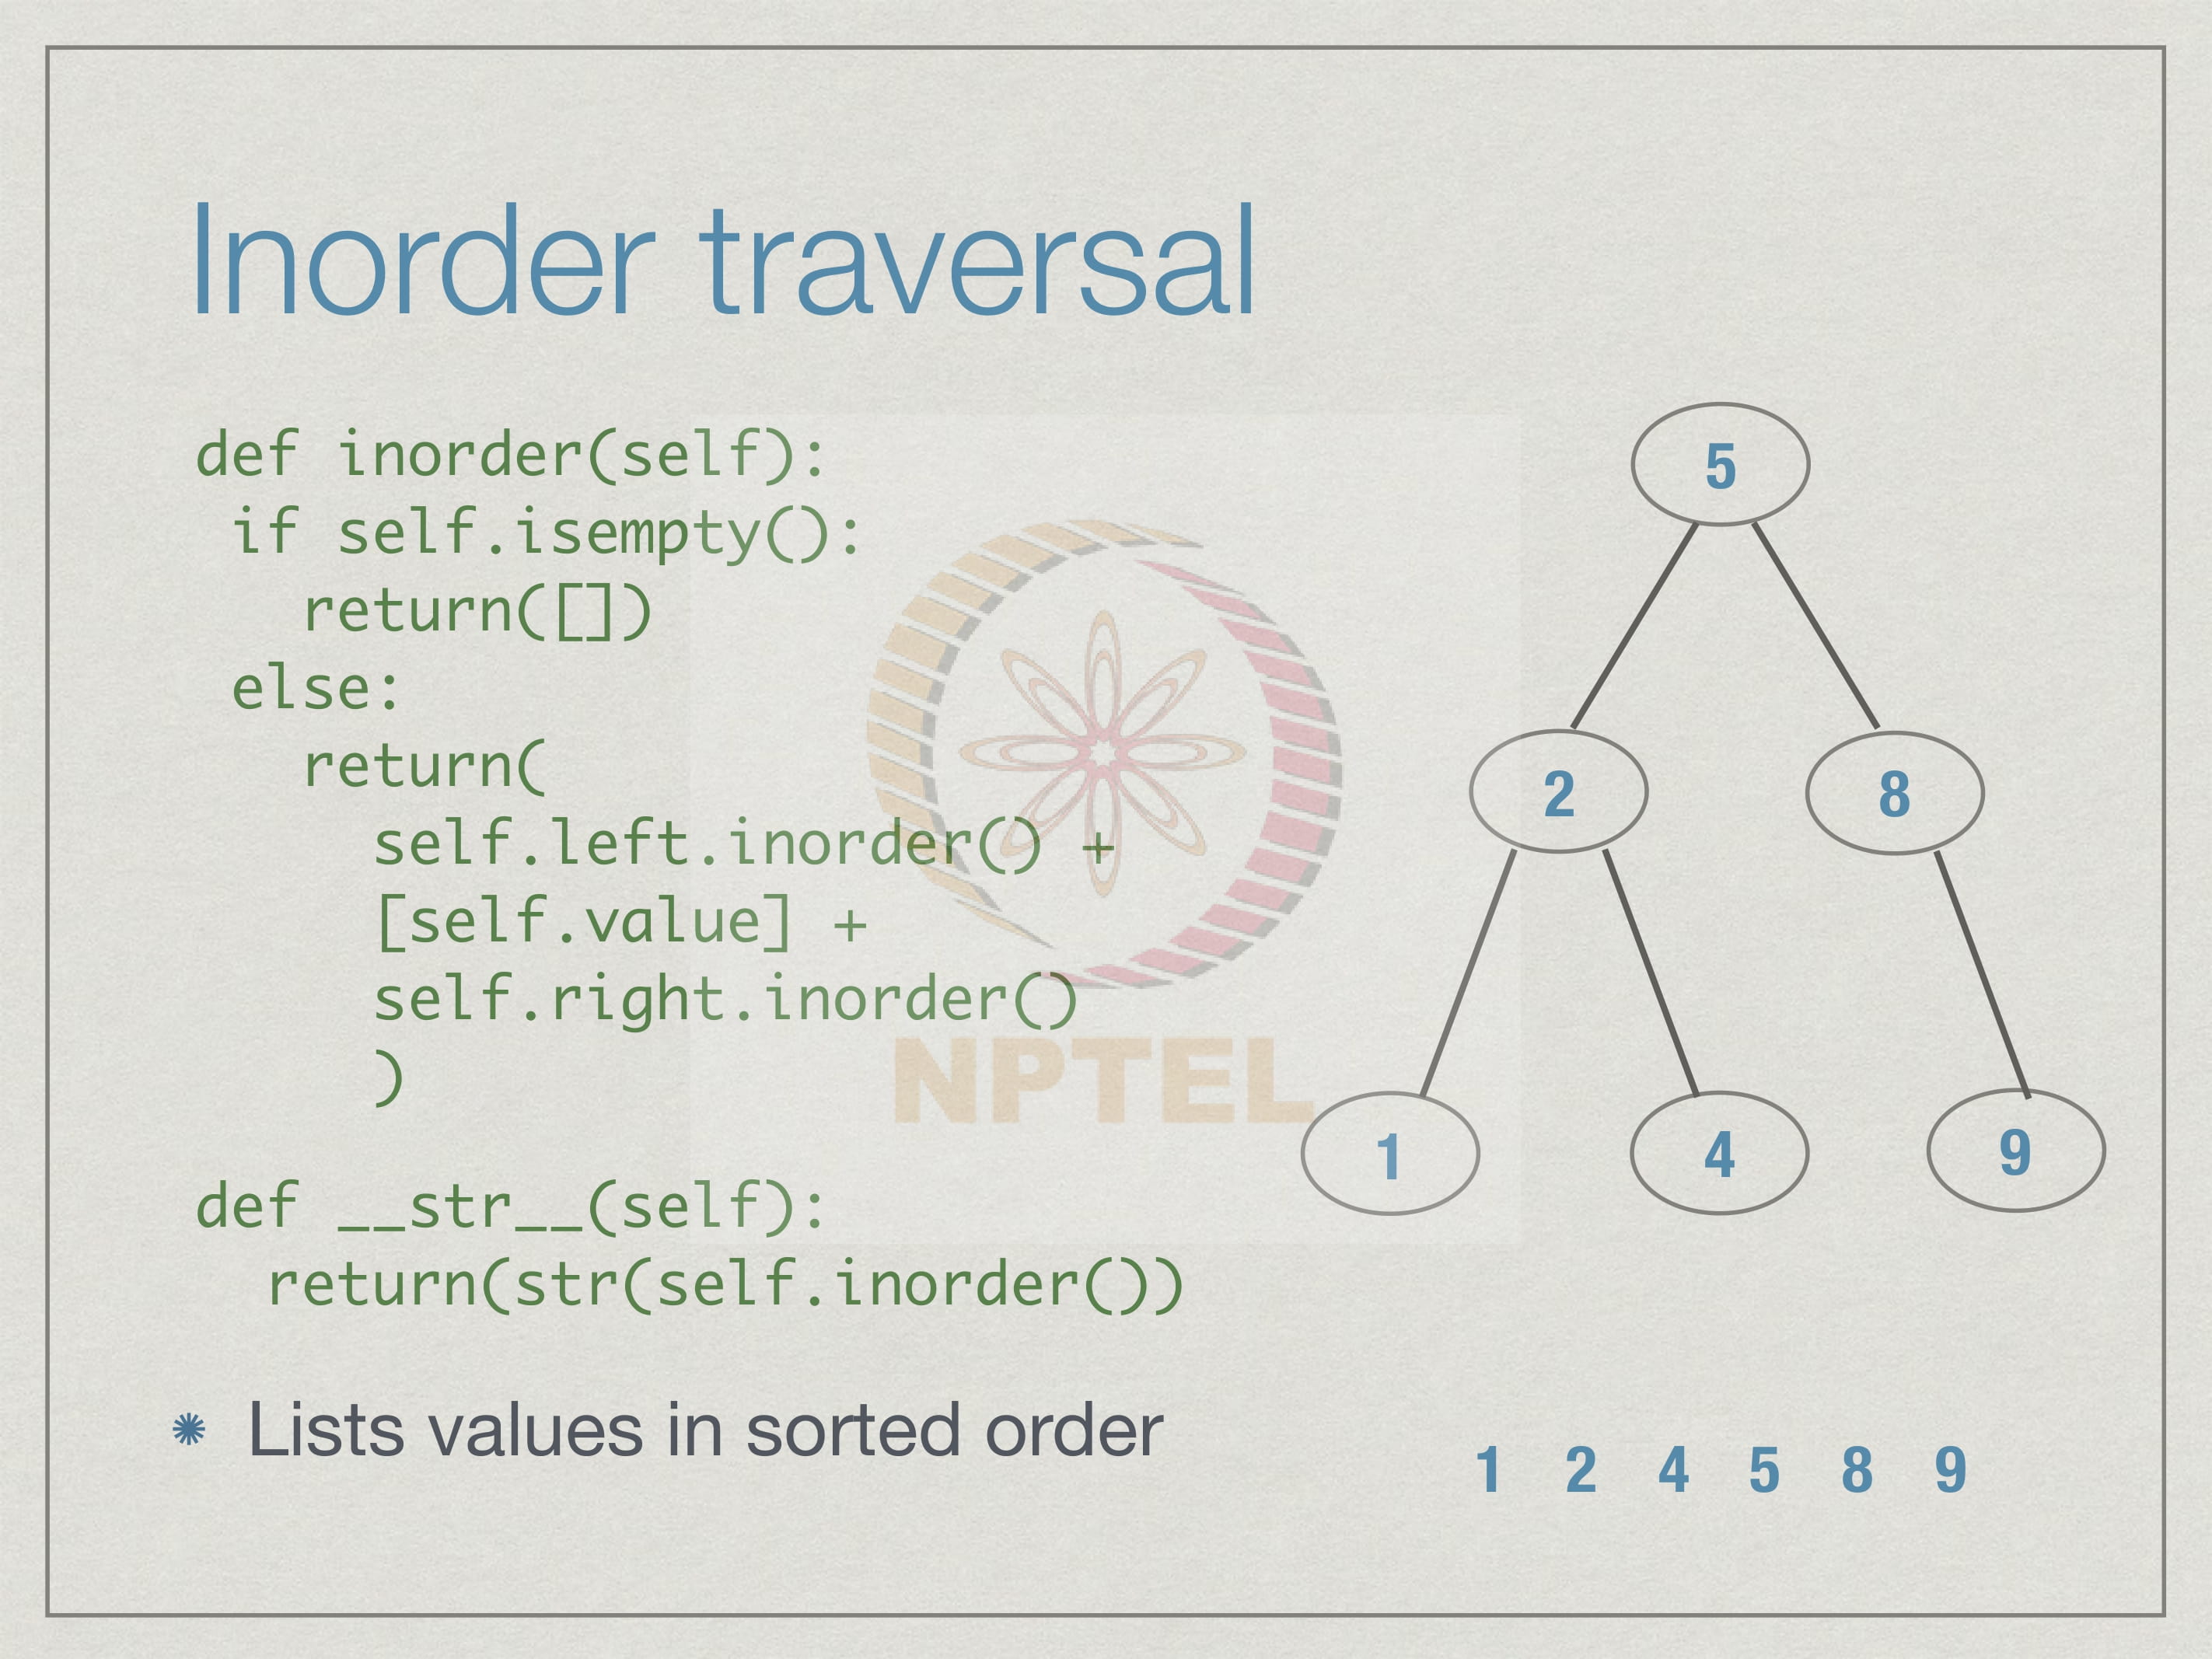 Inorder traversal
def inorder(self):
if self.isempty():
return([])
else:
return(
self.left.inorder() +
[self.value] +
self.right.inorder()
)
def __str__(self):
return(str(self.inorder())
Lists values in sorted order
5
2 8
1 4 9
1 2 4 5 8 9
NPTEL